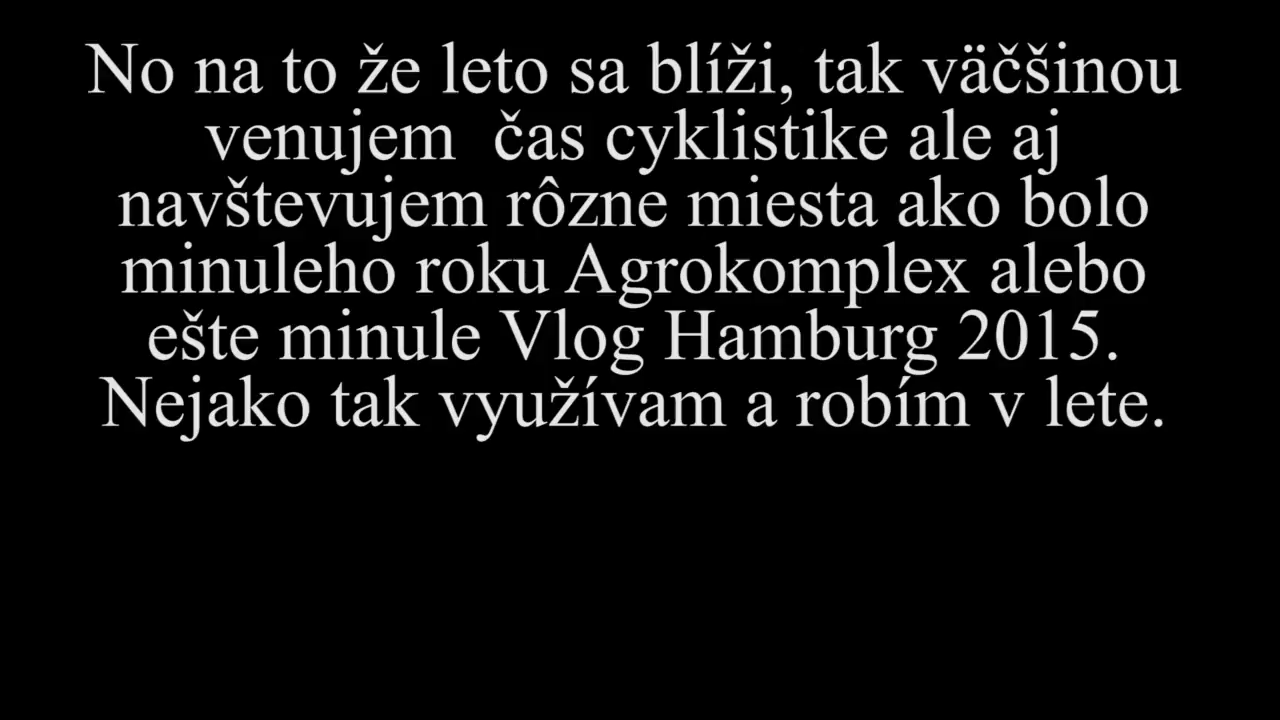 No na to že leto sa blíži, tak väčšinou
venujem  čas cyklistike ale aj
navštevujem rôzne miesta ako bolo
minuleho roku Agrokomplex alebo
ešte minule Vlog Hamburg 2015.
Nejako tak využívam a robím v lete.